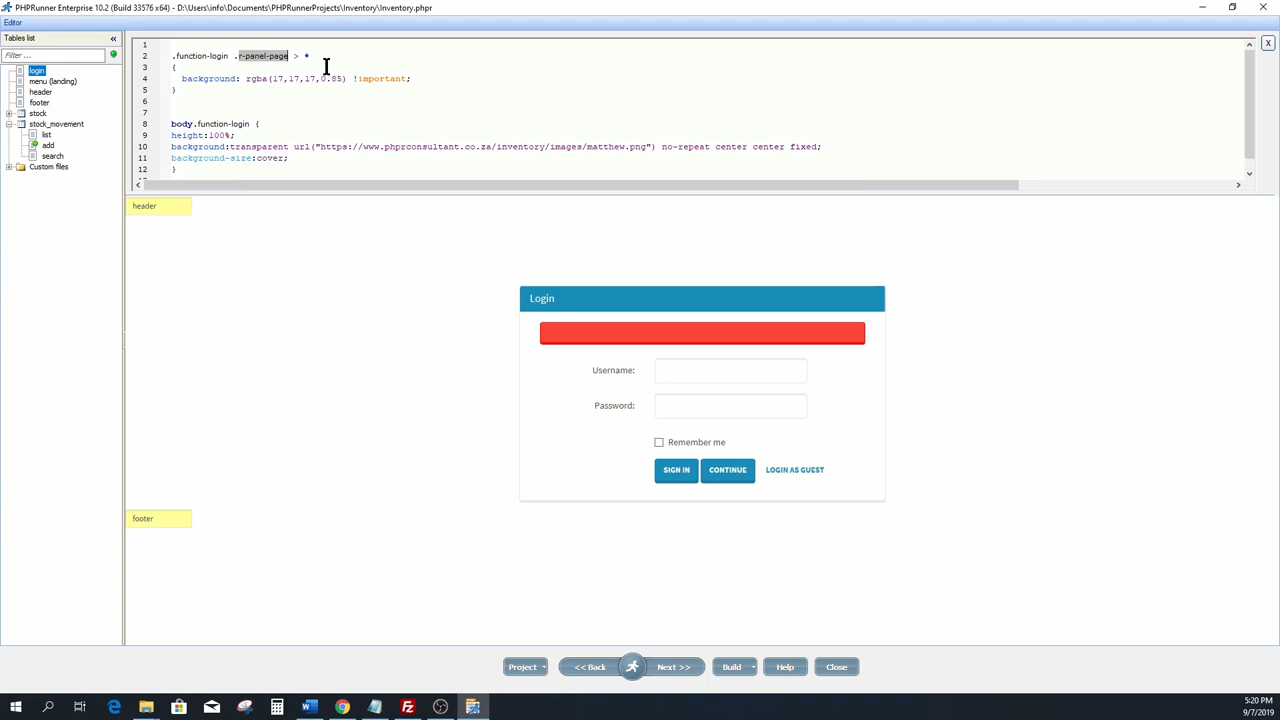 PHPRunner Enterprise 10.2 (Build 33576 x64) - D:\Users\info\Documents\PHPRunnerProjects\Inventory\Inventory.phpr
Editor
Tables list
Filter ...
login
menu (landing)
header
footer
stock
stock_movement
list
add
search
Custom files
1
2 .function-login .r-panel-page > *
3 {
4 background: rgba(17,17,17,0.85) !important;
5 }
6
7
8 body.function-login {
9 height:100%;
10 background:transparent url("https://www.phprconsultant.co.za/inventory/images/matthew.png") no-repeat center center fixed;
11 background-size:cover;
12 }
header
Login
Username:
Password:
Remember me
SIGN IN CONTINUE LOGIN AS GUEST
footer
Project << Back Next >> Build Help Close
5:20 PM
9/7/2019